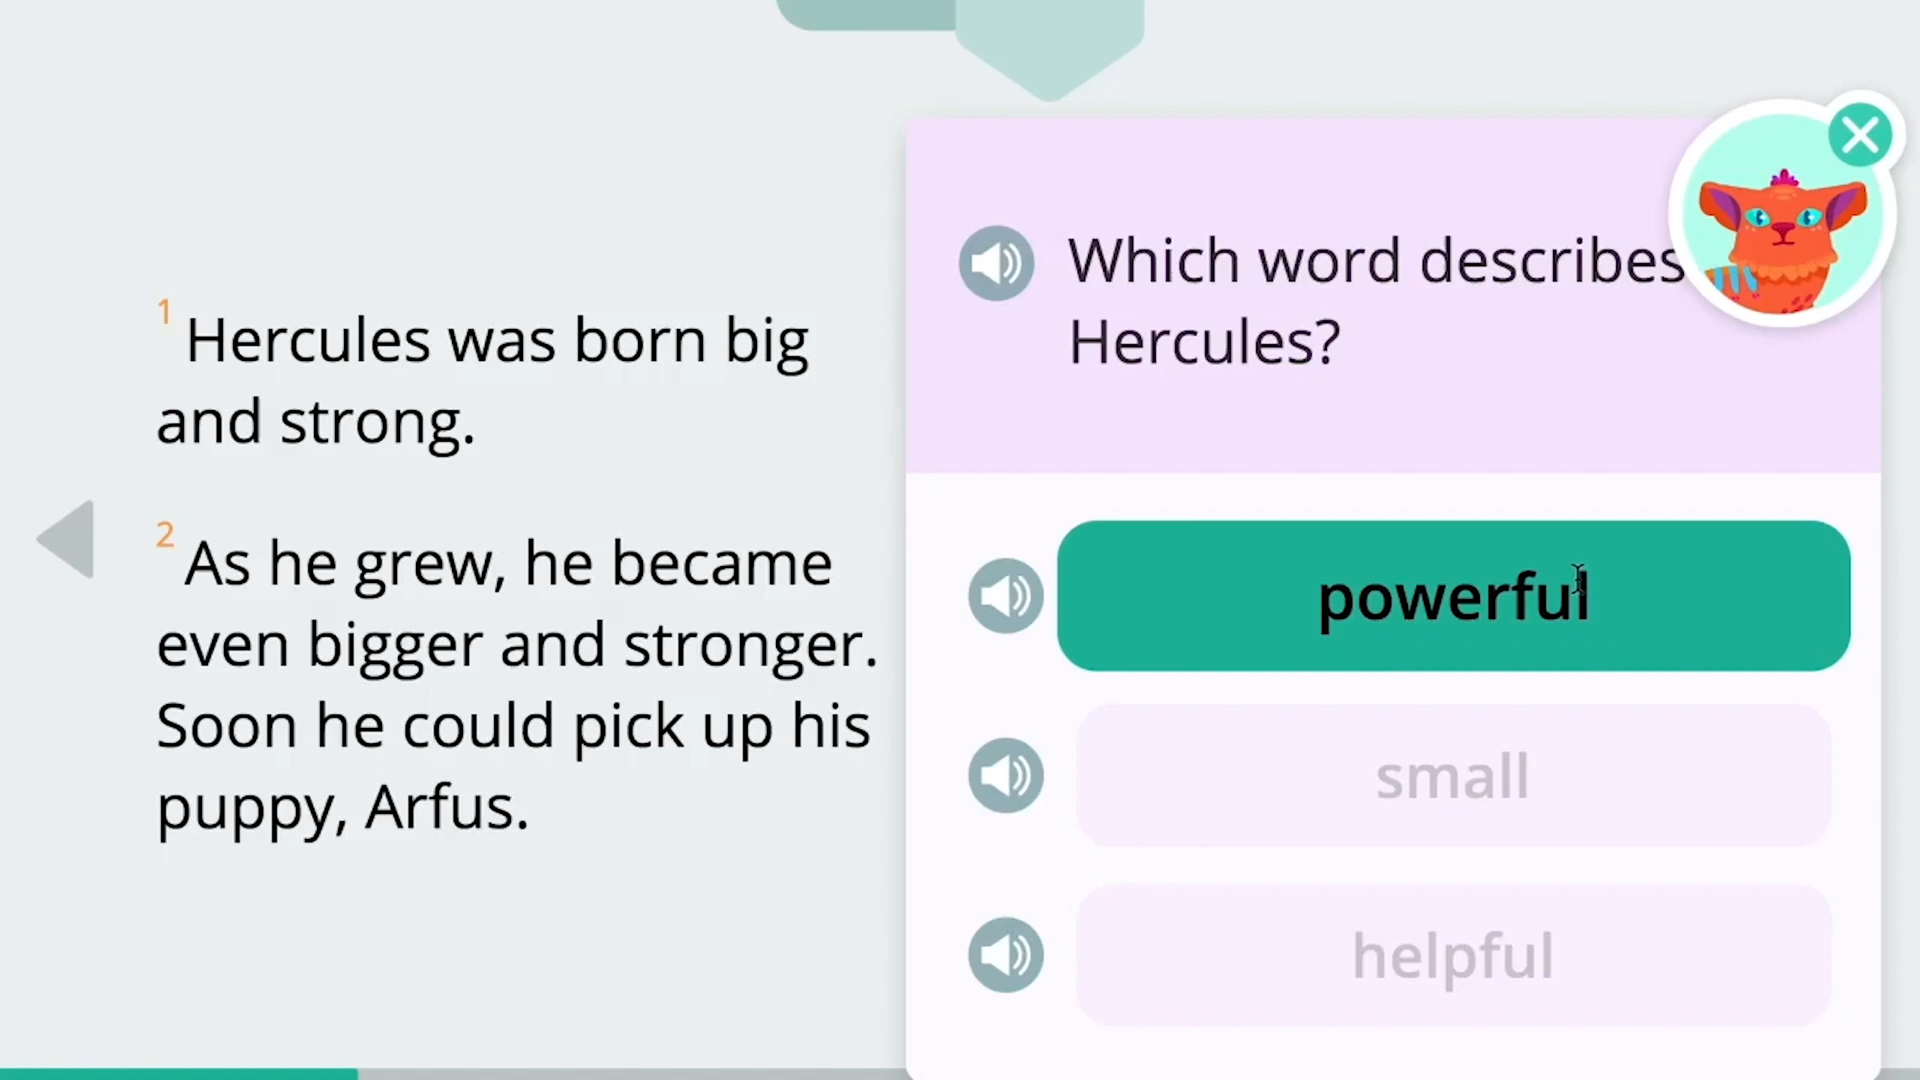 1 Hercules was born big
and strong.
2 As he grew, he became
even bigger and stronger.
Soon he could pick up his
puppy, Arfus.
Which word describes
Hercules?
powerful
small
helpful